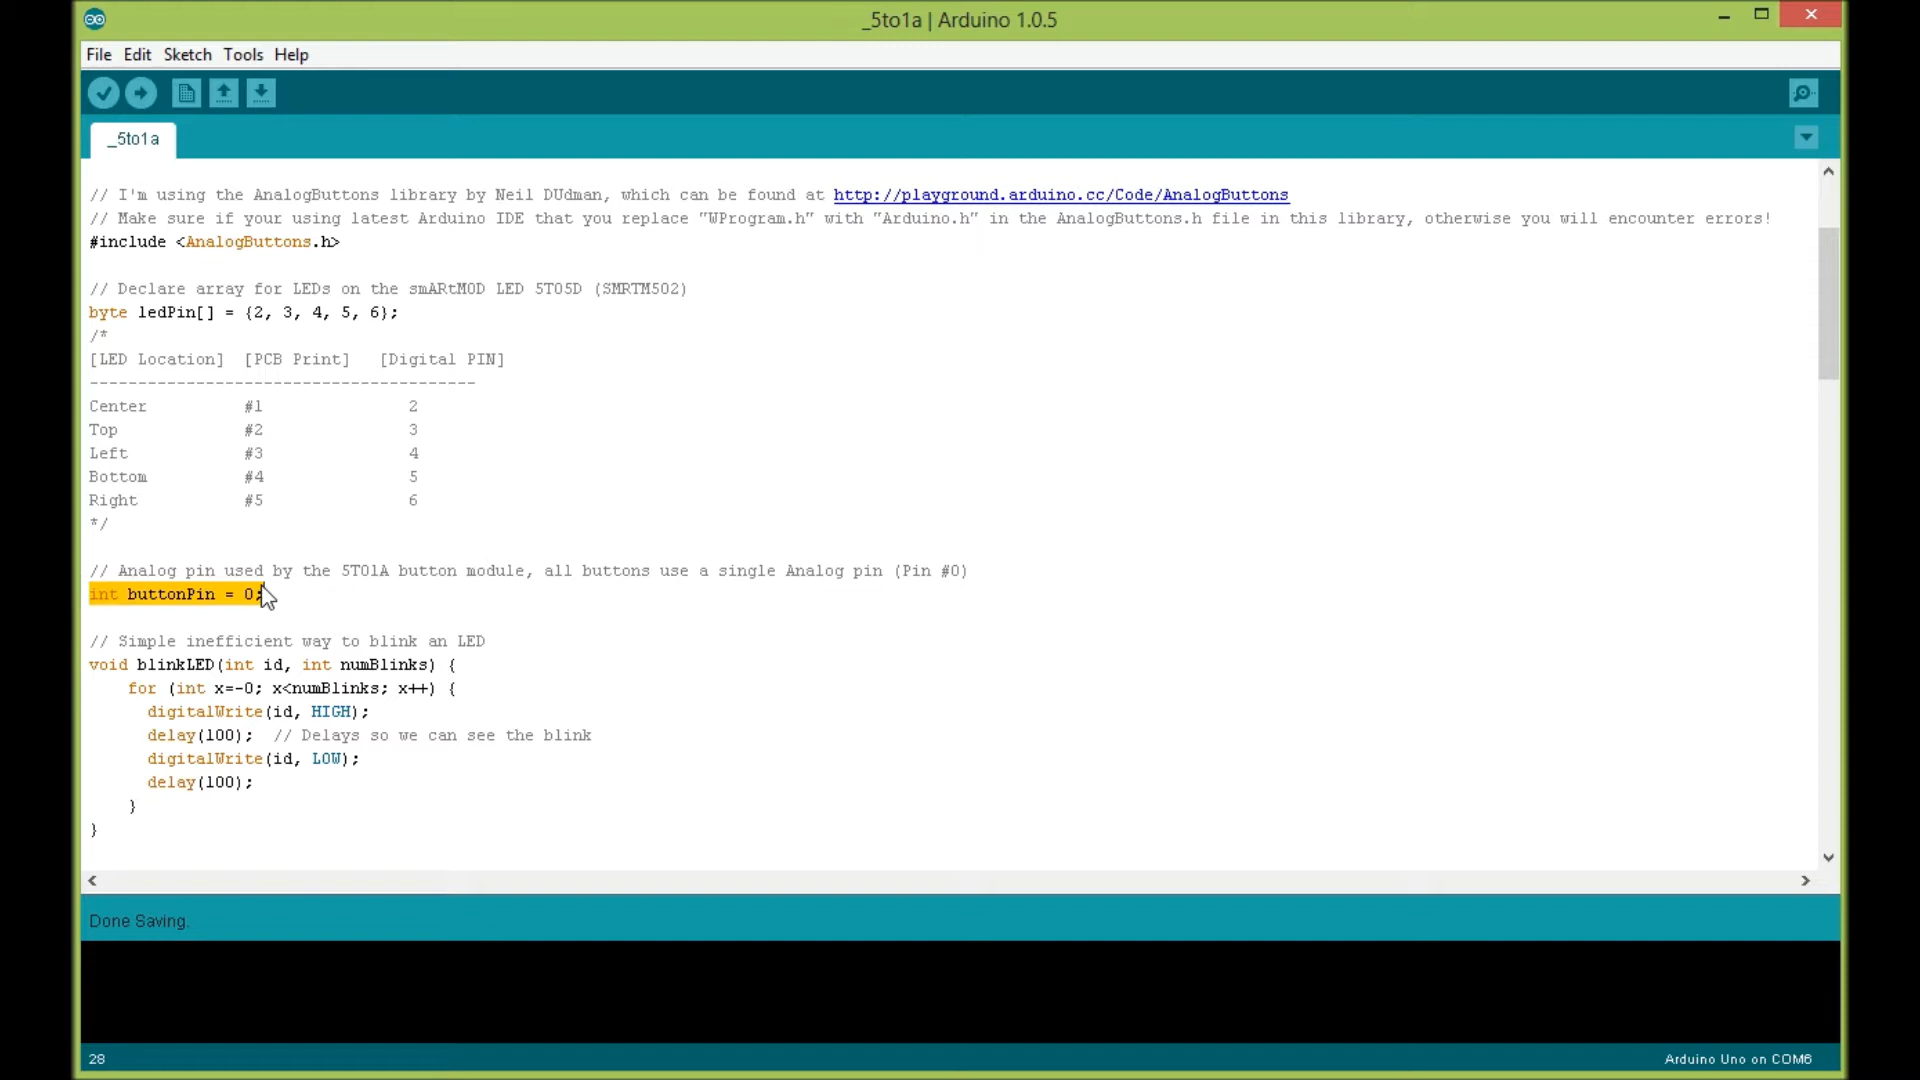 _5to1a | Arduino 1.0.5
File Edit Sketch Tools Help
_5to1a
// I'm using the AnalogButtons library by Neil DUdman, which can be found at http://playground.arduino.cc/Code/AnalogButtons
// Make sure if your using latest Arduino IDE that you replace "WProgram.h" with "Arduino.h" in the AnalogButtons.h file in this library, otherwise you will encounter errors!
#include <AnalogButtons.h>
// Declare array for LEDs on the smARtMOD LED 5TO5D (SMRTM502)
byte ledPin[] = {2, 3, 4, 5, 6};
/*
[LED Location] [PCB Print] [Digital PIN]
----------------------------------------
Center #1 2
Top #2 3
Left #3 4
Bottom #4 5
Right #5 6
*/
// Analog pin used by the 5TO1A button module, all buttons use a single Analog pin (Pin #0)
int buttonPin = 0;
// Simple inefficient way to blink an LED
void blinkLED(int id, int numBlinks) {
for (int x=-0; x<numBlinks; x++) {
digitalWrite(id, HIGH);
delay(100); // Delays so we can see the blink
digitalWrite(id, LOW);
delay(100);
}
}
Done Saving.
28 Arduino Uno on COM6